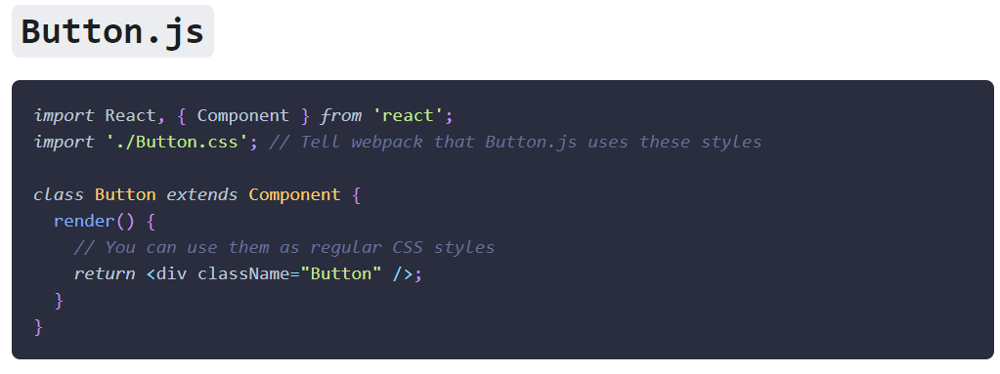 Button.js
import React, { Component } from 'react';
import './Button.css'; // Tell webpack that Button.js uses these styles
class Button extends Component {
  render() {
    // You can use them as regular CSS styles
    return <div className="Button" />;
  }
}